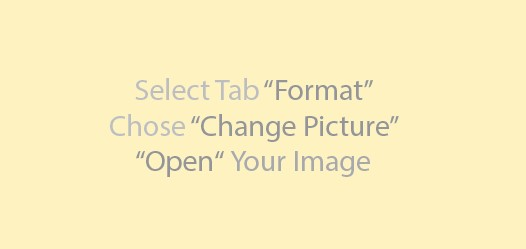 Select Tab “Format”
Chose “Change Picture”
“Open“ Your Image